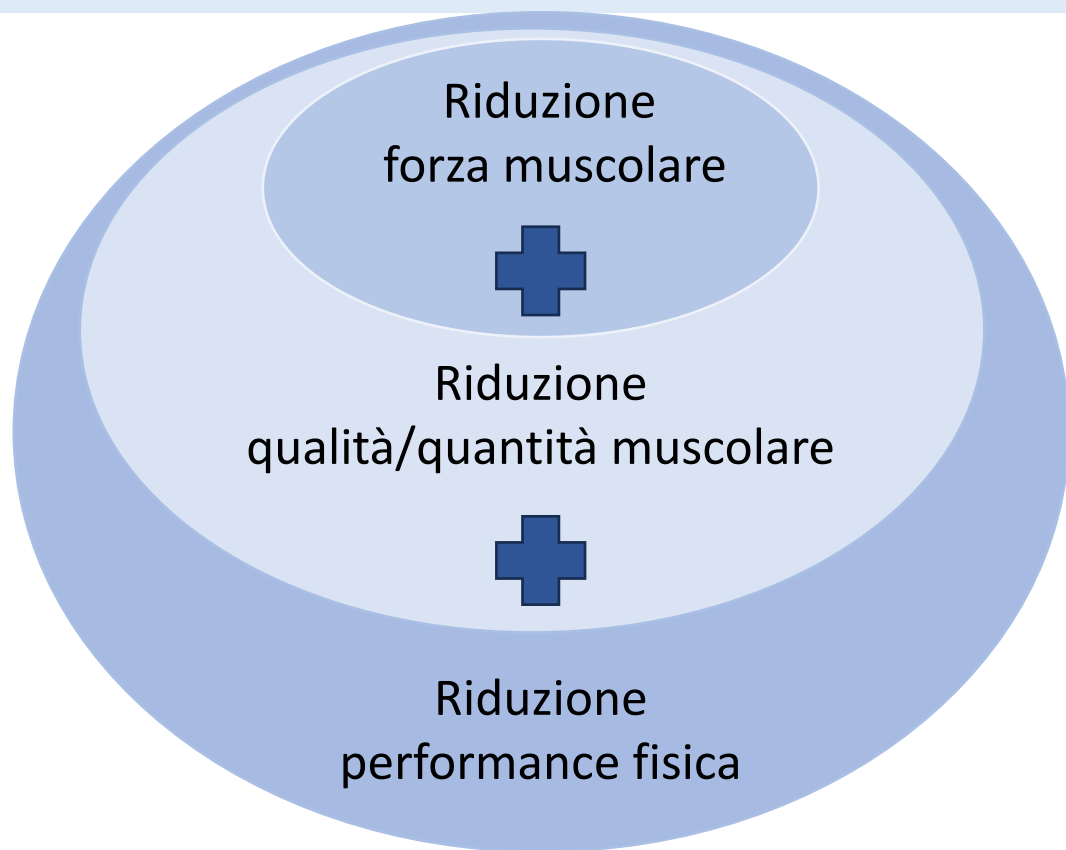 Riduzione
forza muscolare
Riduzione
qualità/quantità muscolare
Riduzione
performance fisica